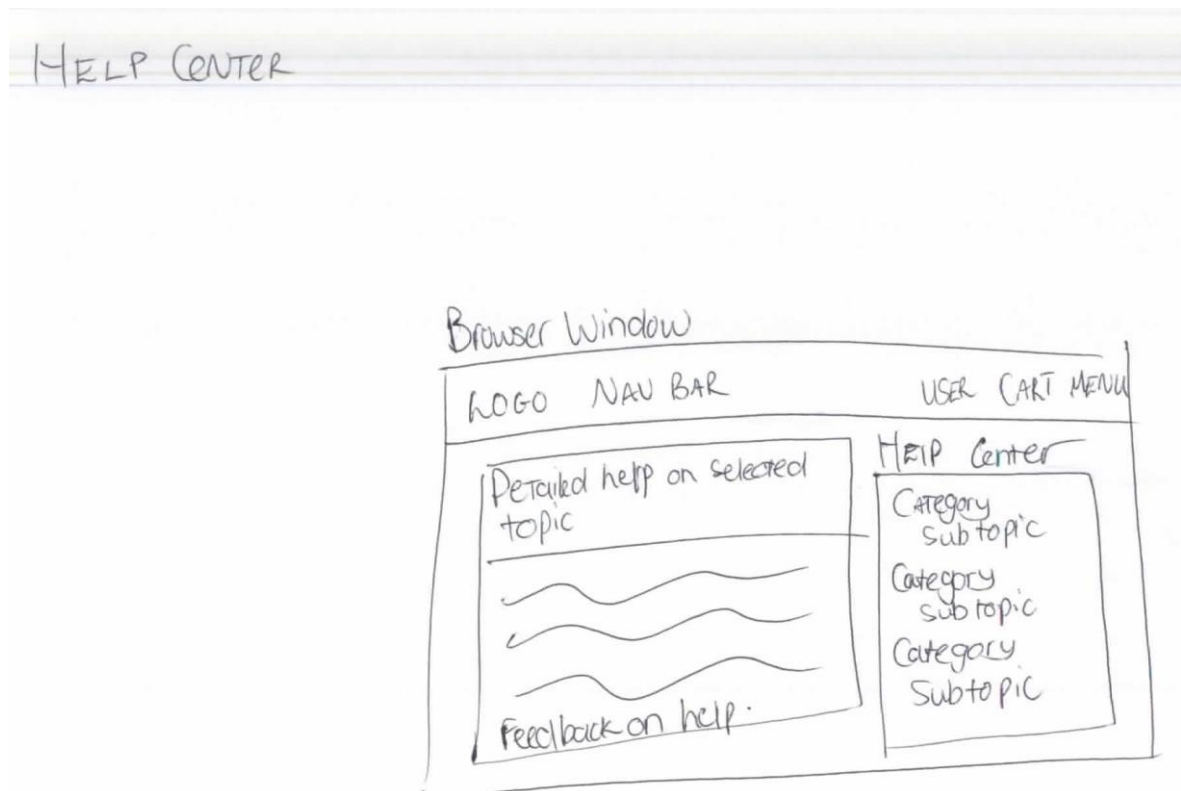 HELP CENTER
Browser Window
LOGO NAV BAR USER CART MENU
Detailed help on selected
topic
Feedback on help.
HELP Center
Category
Subtopic
Category
Subtopic
Category
Subtopic